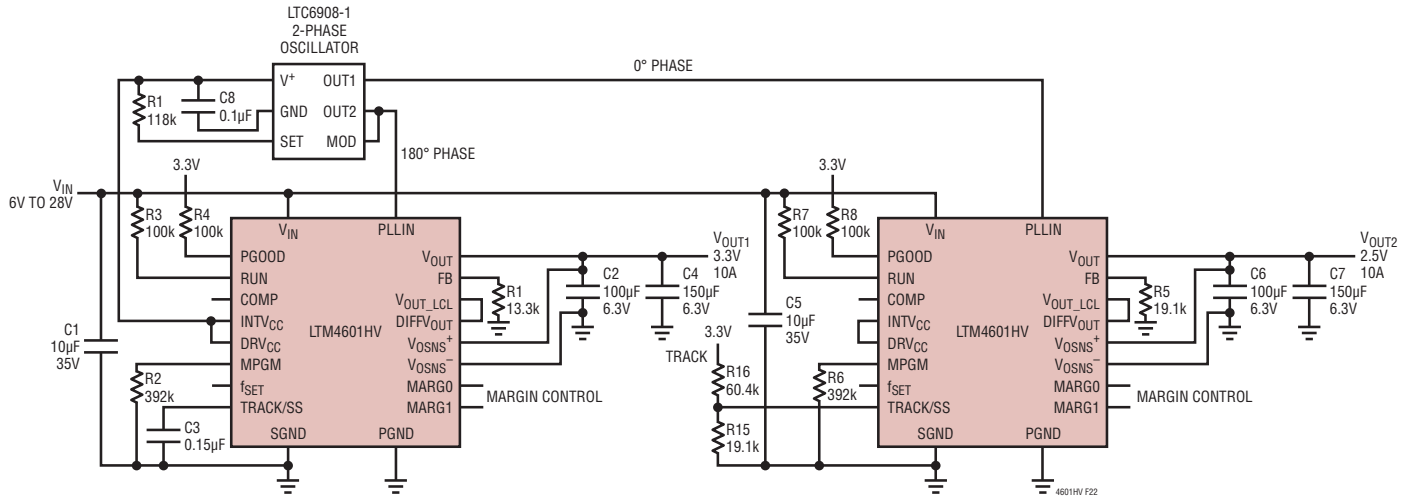 LTC6908-1
2-PHASE
OSCILLATOR
V+ OUT1
GND OUT2
SET MOD
R1
118k
C8
0.1µF
0° PHASE
180° PHASE
3.3V
VIN
6V TO 28V
R3
100k
R4
100k
C1
10µF
35V
R2
392k
C3
0.15µF
VIN PLLIN
PGOOD
RUN
COMP
INTVCC
DRVCC
MPGM
fSET
TRACK/SS
SGND PGND
LTM4601HV
VOUT
FB
VOUT_LCL
DIFFVOUT
VOSNS+
VOSNS–
MARG0
MARG1
R1
13.3k
C2
100µF
6.3V
C4
150µF
6.3V
VOUT1
3.3V
10A
MARGIN CONTROL
3.3V
R7
100k
R8
100k
C5
10µF
35V
3.3V
TRACK
R16
60.4k
R15
19.1k
R6
392k
VIN PLLIN
PGOOD
RUN
COMP
INTVCC
DRVCC
MPGM
fSET
TRACK/SS
SGND PGND
LTM4601HV
VOUT
FB
VOUT_LCL
DIFFVOUT
VOSNS+
VOSNS–
MARG0
MARG1
R5
19.1k
C6
100µF
6.3V
C7
150µF
6.3V
VOUT2
2.5V
10A
MARGIN CONTROL
4601HV F22